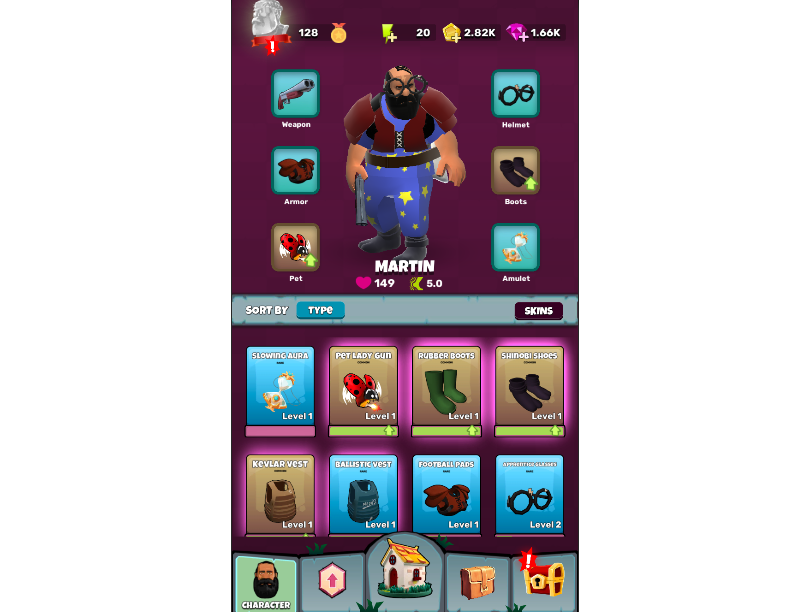 128
20
2.82K
1.66K
Weapon
Helmet
Armor
Boots
Pet
Amulet
MARTIN
149
5.0
SORT BY
TYPE
SKINS
SLOWING AURA
Level 1
PET LADY GUN
Level 1
RUBBER BOOTS
Level 1
SHINOBI SHOES
Level 1
KEVLAR VEST
Level 1
BALLISTIC VEST
Level 1
FOOTBALL PADS
Level 1
APPRENTICE GLASSES
Level 2
CHARACTER